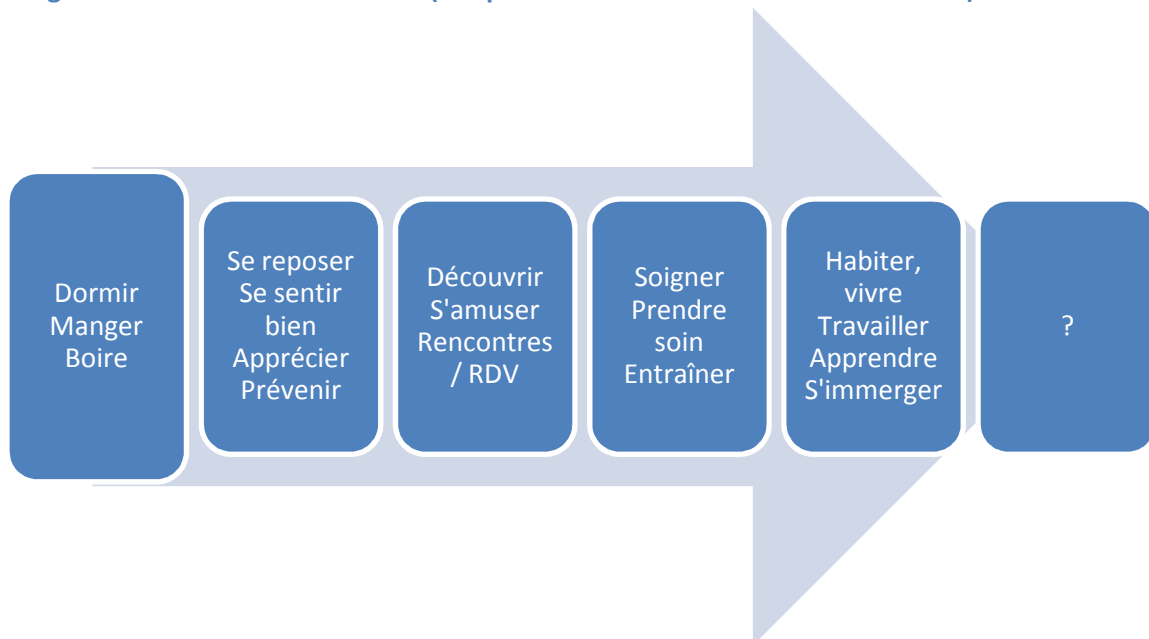 Dormir
Manger
Boire
Se reposer
Se sentir
bien
Apprécier
Prévenir
Découvrir
S'amuser
Rencontres
/ RDV
Soigner
Prendre
soin
Entraîner
Habiter,
vivre
Travailler
Apprendre
S'immerger
?